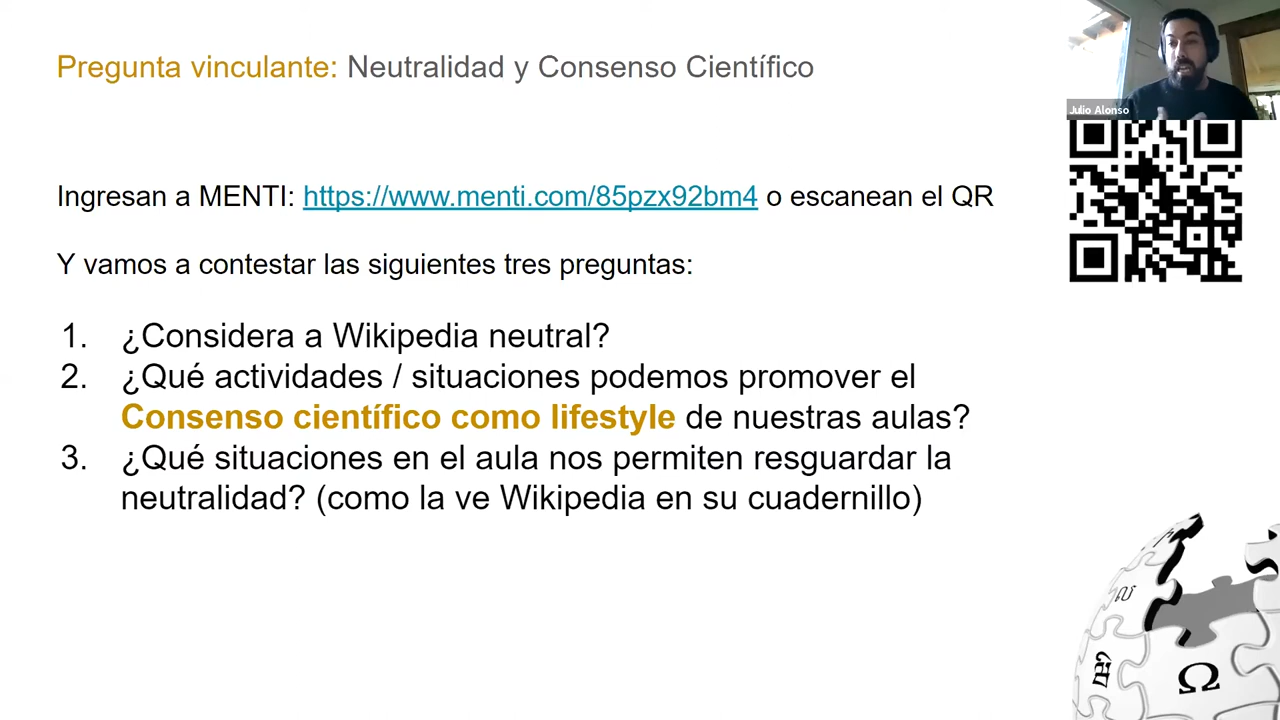 Pregunta vinculante: Neutralidad y Consenso Científico
Julio Alonso
Ingresan a MENTI: https://www.menti.com/85pzx92bm4 o escanean el QR
Y vamos a contestar las siguientes tres preguntas:
1. ¿Considera a Wikipedia neutral?
2. ¿Qué actividades / situaciones podemos promover el
Consenso científico como lifestyle de nuestras aulas?
3. ¿Qué situaciones en el aula nos permiten resguardar la
neutralidad? (como la ve Wikipedia en su cuadernillo)
Ω